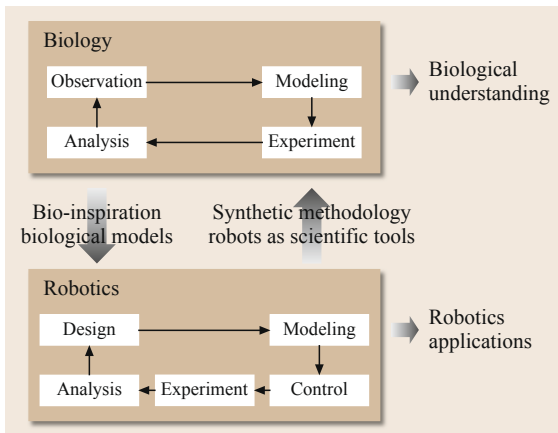 Biology
Observation
Modeling
Analysis
Experiment
Biological
understanding
Bio-inspiration
biological models
Synthetic methodology
robots as scientific tools
Robotics
Design
Modeling
Analysis
Experiment
Control
Robotics
applications